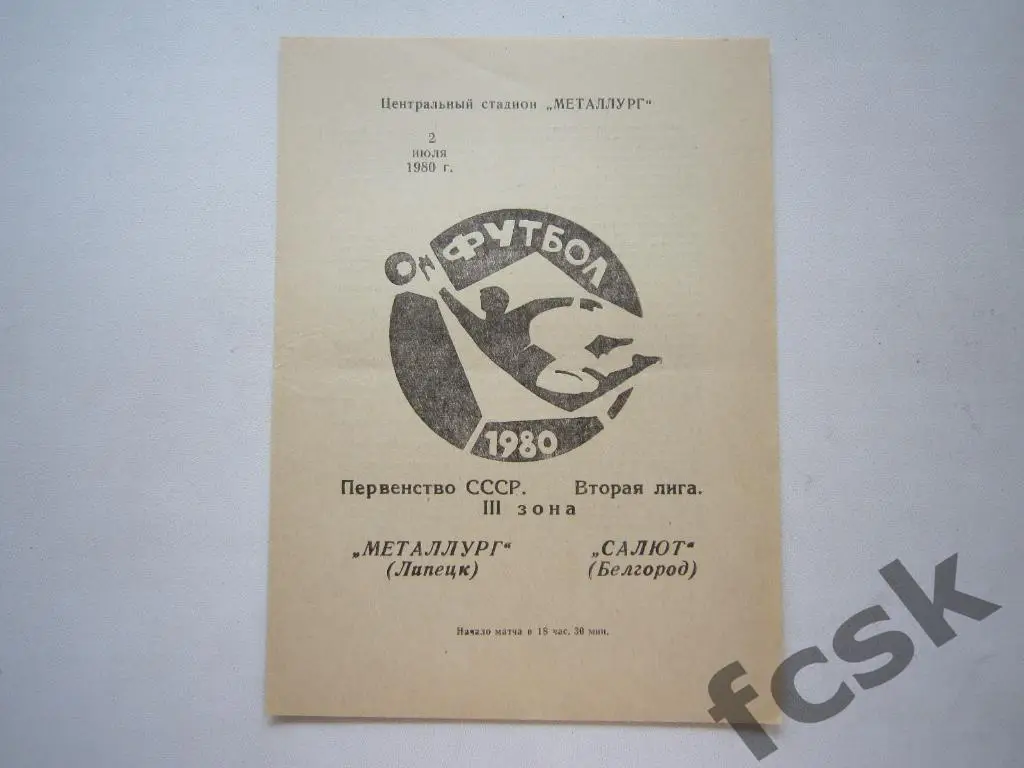 Центральный стадион „МЕТАЛЛУРГ“
2
июля
1980 г.
ФУТБОЛ
1980
Первенство СССР. Вторая лига.
III зона
„МЕТАЛЛУРГ“ „САЛЮТ“
(Липецк) (Белгород)
Начало матча в 18 час. 30 мин.
fcsk